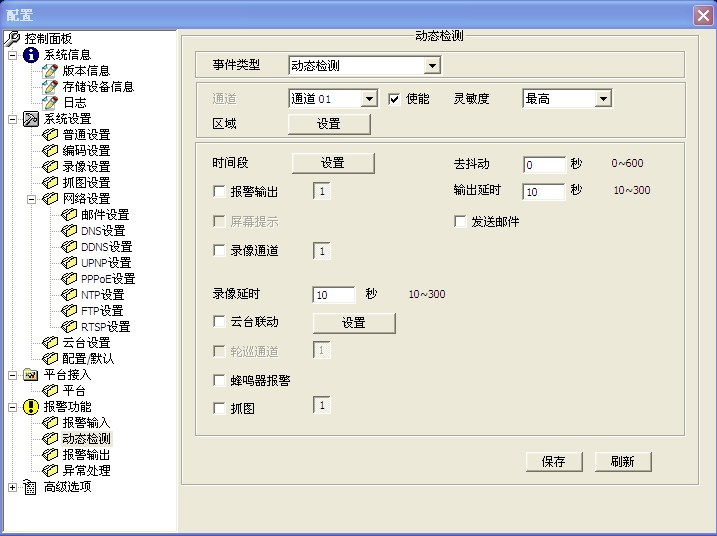 配置
控制面板
系统信息
版本信息
存储设备信息
日志
系统设置
普通设置
编码设置
录像设置
抓图设置
网络设置
邮件设置
DNS设置
DDNS设置
UPNP设置
PPPoE设置
NTP设置
FTP设置
RTSP设置
云台设置
配置/默认
平台接入
平台
报警功能
报警输入
动态检测
报警输出
异常处理
高级选项
动态检测
事件类型 动态检测
通道 通道 01 使能 灵敏度 最高
区域 设置
时间段 设置 去抖动 0 秒 0~600
报警输出 1 输出延时 10 秒 10~300
屏幕提示 发送邮件
录像通道 1
录像延时 10 秒 10~300
云台联动 设置
轮巡通道 1
蜂鸣器报警
抓图 1
保存 刷新